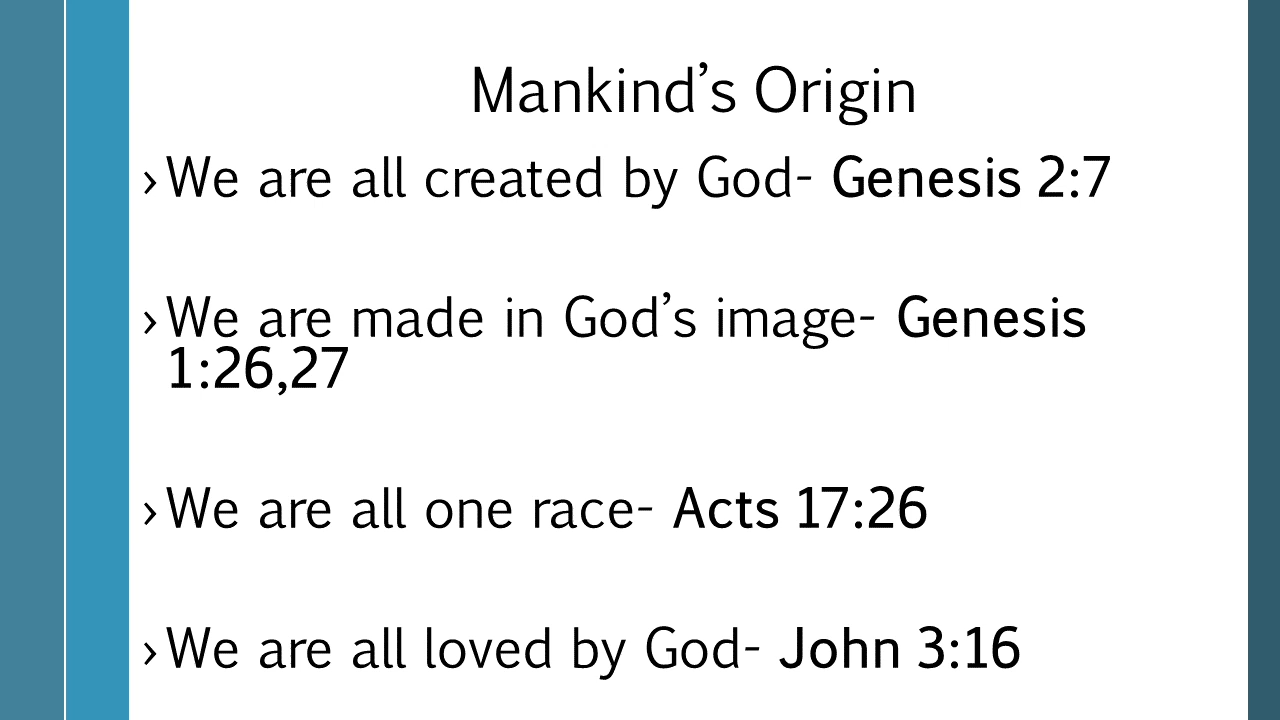 Mankind’s Origin
› We are all created by God- Genesis 2:7
› We are made in God’s image- Genesis
1:26,27
› We are all one race- Acts 17:26
› We are all loved by God- John 3:16